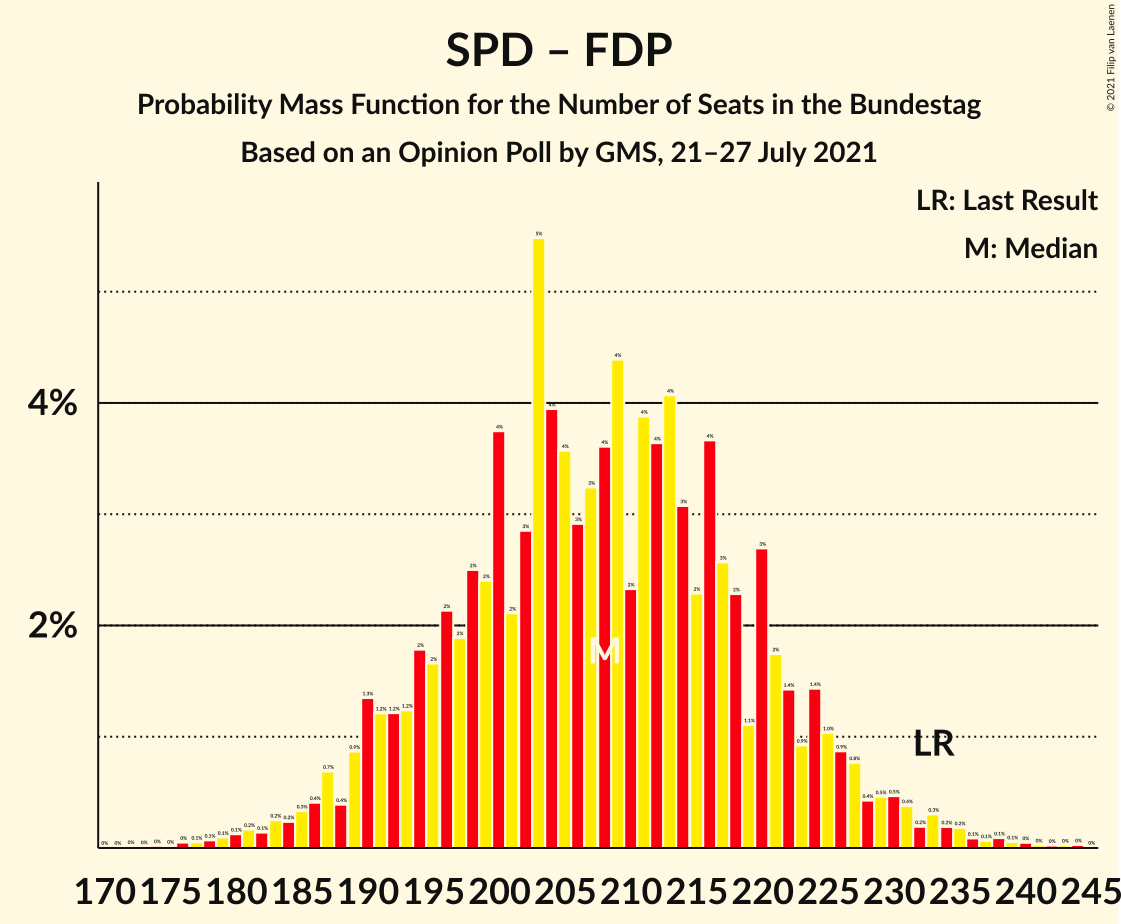 SPD – FDP
Probability Mass Function for the Number of Seats in the Bundestag
Based on an Opinion Poll by GMS, 21–27 July 2021
© 2021 Filip van Laenen
LR: Last Result
M: Median
4%
2%
M
LR
170 175 180 185 190 195 200 205 210 215 220 225 230 235 240 245